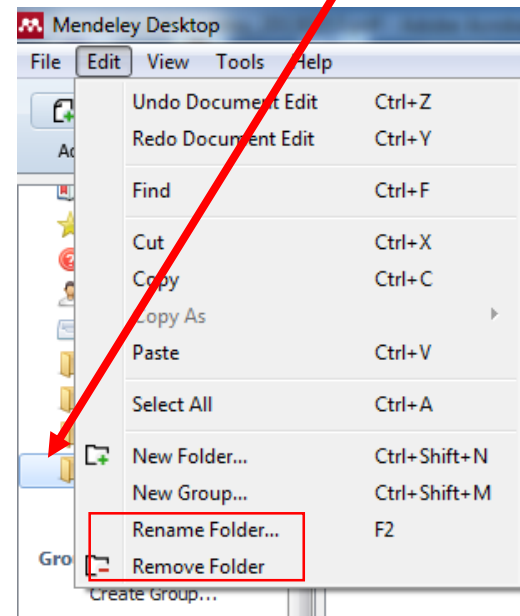 Mendeley Desktop
File Edit View Tools Help
Undo Document Edit Ctrl+Z
Redo Document Edit Ctrl+Y
Find Ctrl+F
Cut Ctrl+X
Copy Ctrl+C
Copy As
Paste Ctrl+V
Select All Ctrl+A
New Folder... Ctrl+Shift+N
New Group... Ctrl+Shift+M
Rename Folder... F2
Remove Folder
Create Group...